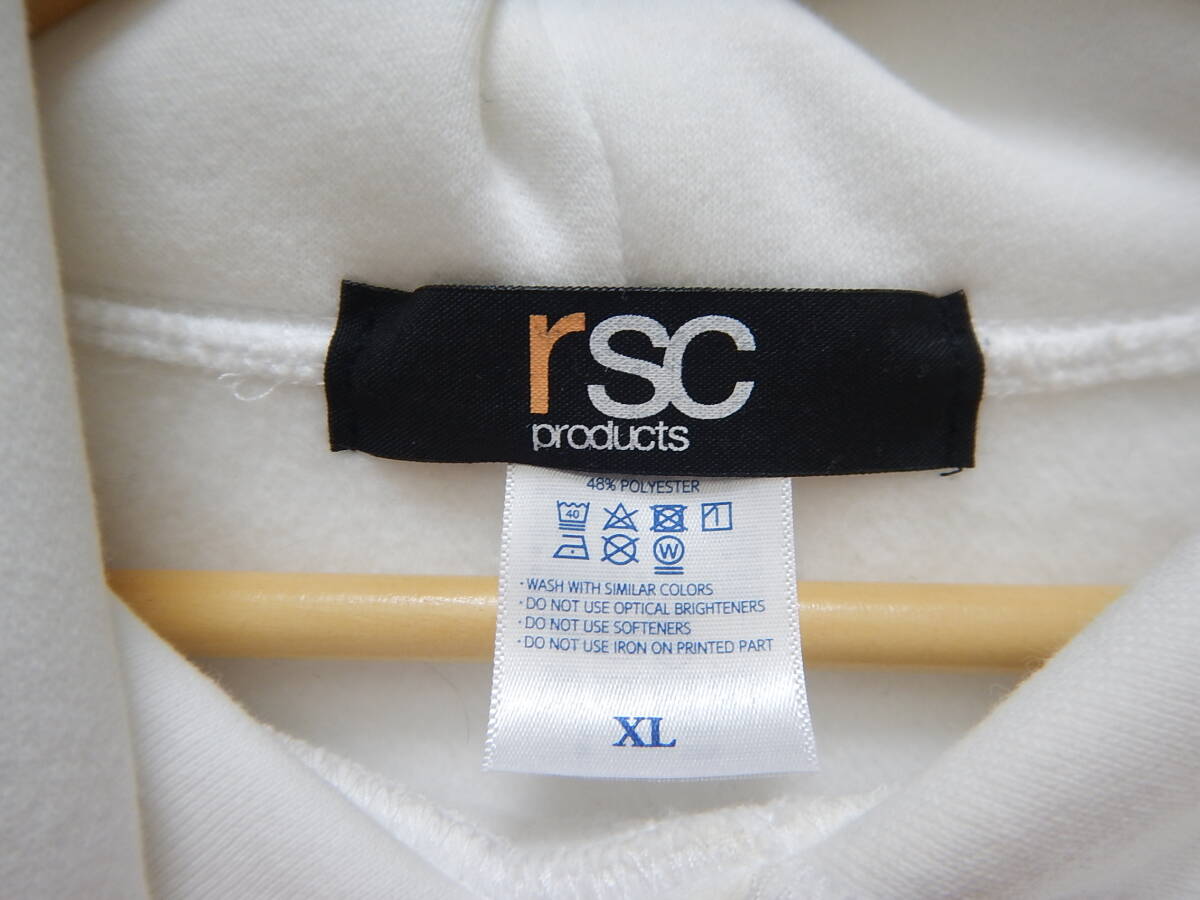 rsc
products
48% POLYESTER
40
W
·WASH WITH SIMILAR COLORS
·DO NOT USE OPTICAL BRIGHTENERS
·DO NOT USE SOFTENERS
·DO NOT USE IRON ON PRINTED PART
XL